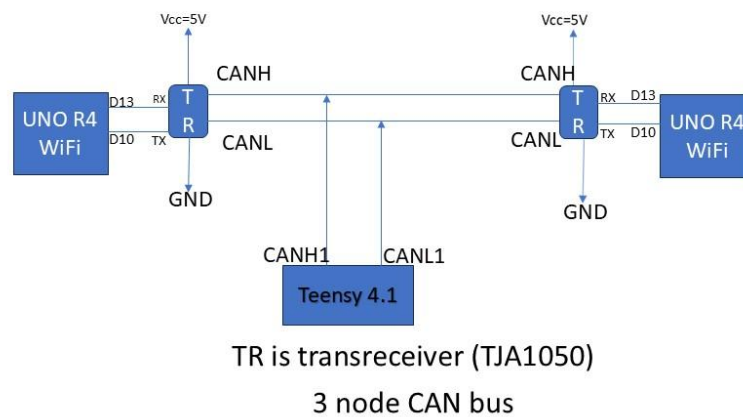 Vcc=5V
Vcc=5V
CANH
CANH
D13
RX
T
R
T
R
RX
D13
UNO R4
WiFi
UNO R4
WiFi
D10
TX
CANL
CANL
TX
D10
GND
GND
CANH1
CANL1
Teensy 4.1
TR is transreceiver (TJA1050)
3 node CAN bus